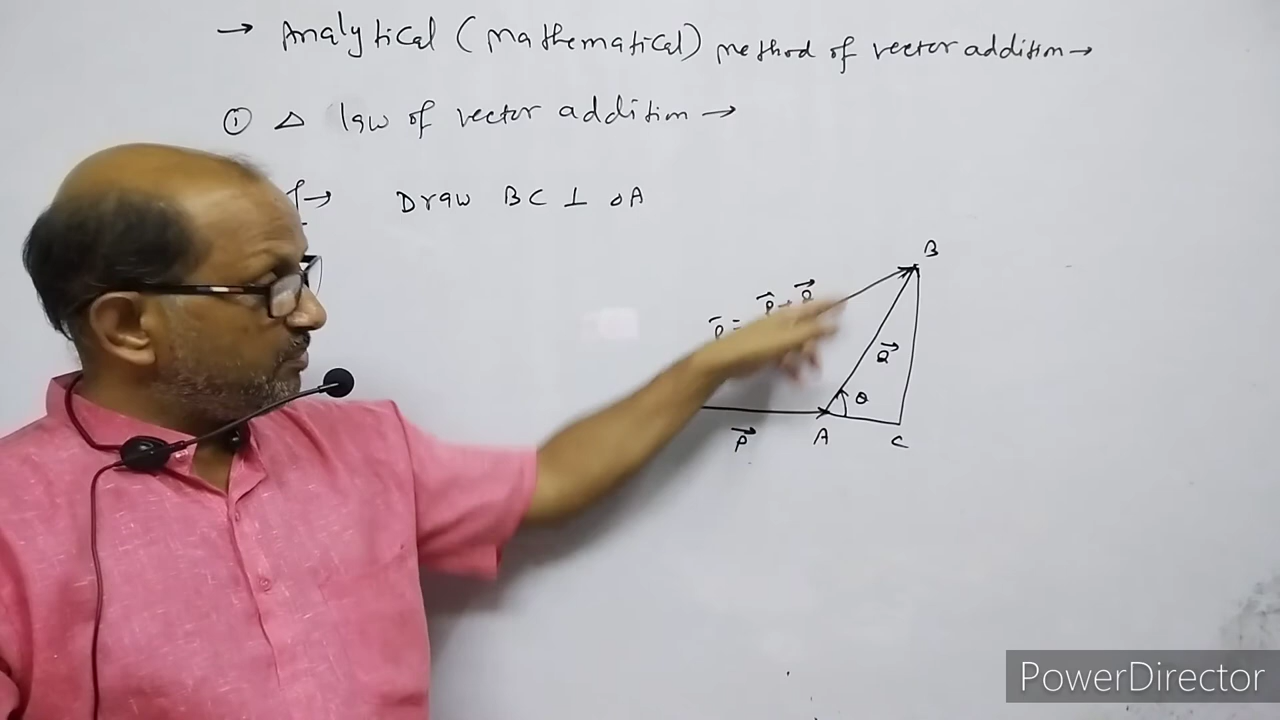 → Analytical (Mathematical) method of vector addition →
① △ law of vector addition →
→ Draw BC ⊥ OA
B
P⃗ + Q⃗
Q⃗
θ
P⃗ A C
PowerDirector